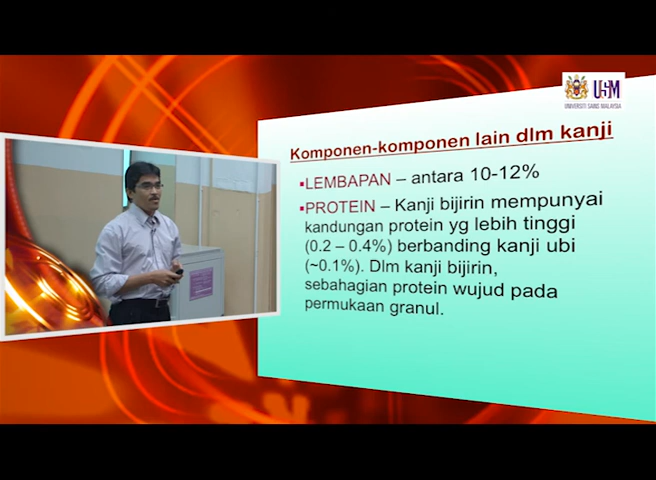 USM
UNIVERSITI SAINS MALAYSIA
Komponen-komponen lain dlm kanji
▪LEMBAPAN – antara 10-12%
▪PROTEIN – Kanji bijirin mempunyai
kandungan protein yg lebih tinggi
(0.2 – 0.4%) berbanding kanji ubi
(~0.1%). Dlm kanji bijirin,
sebahagian protein wujud pada
permukaan granul.